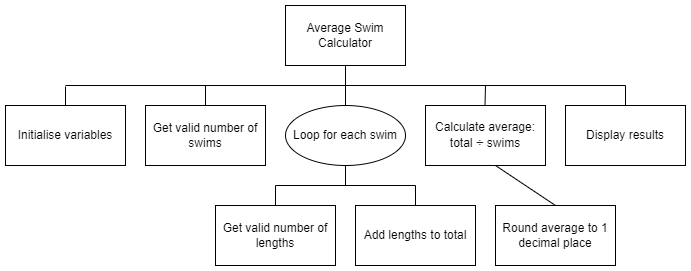 Average Swim
Calculator
Initialise variables
Get valid number of
swims
Loop for each swim
Calculate average:
total ÷ swims
Display results
Get valid number of
lengths
Add lengths to total
Round average to 1
decimal place